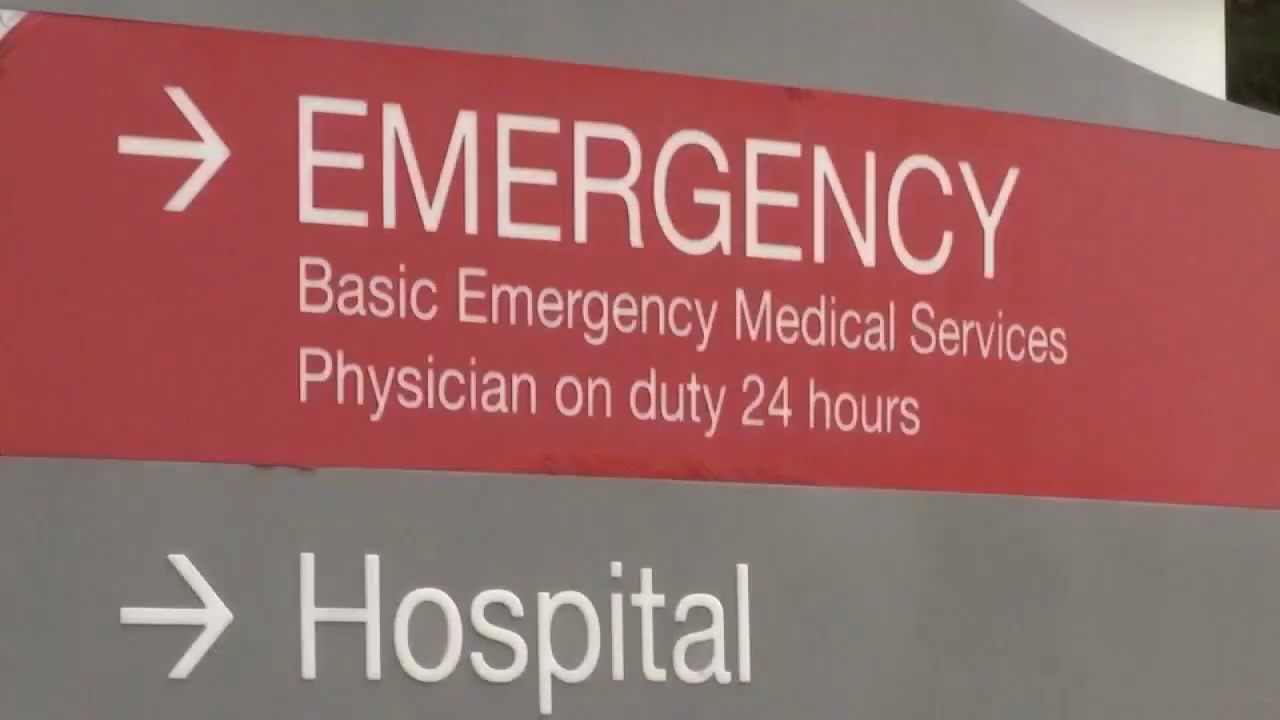 → EMERGENCY
Basic Emergency Medical Services
Physician on duty 24 hours
→ Hospital